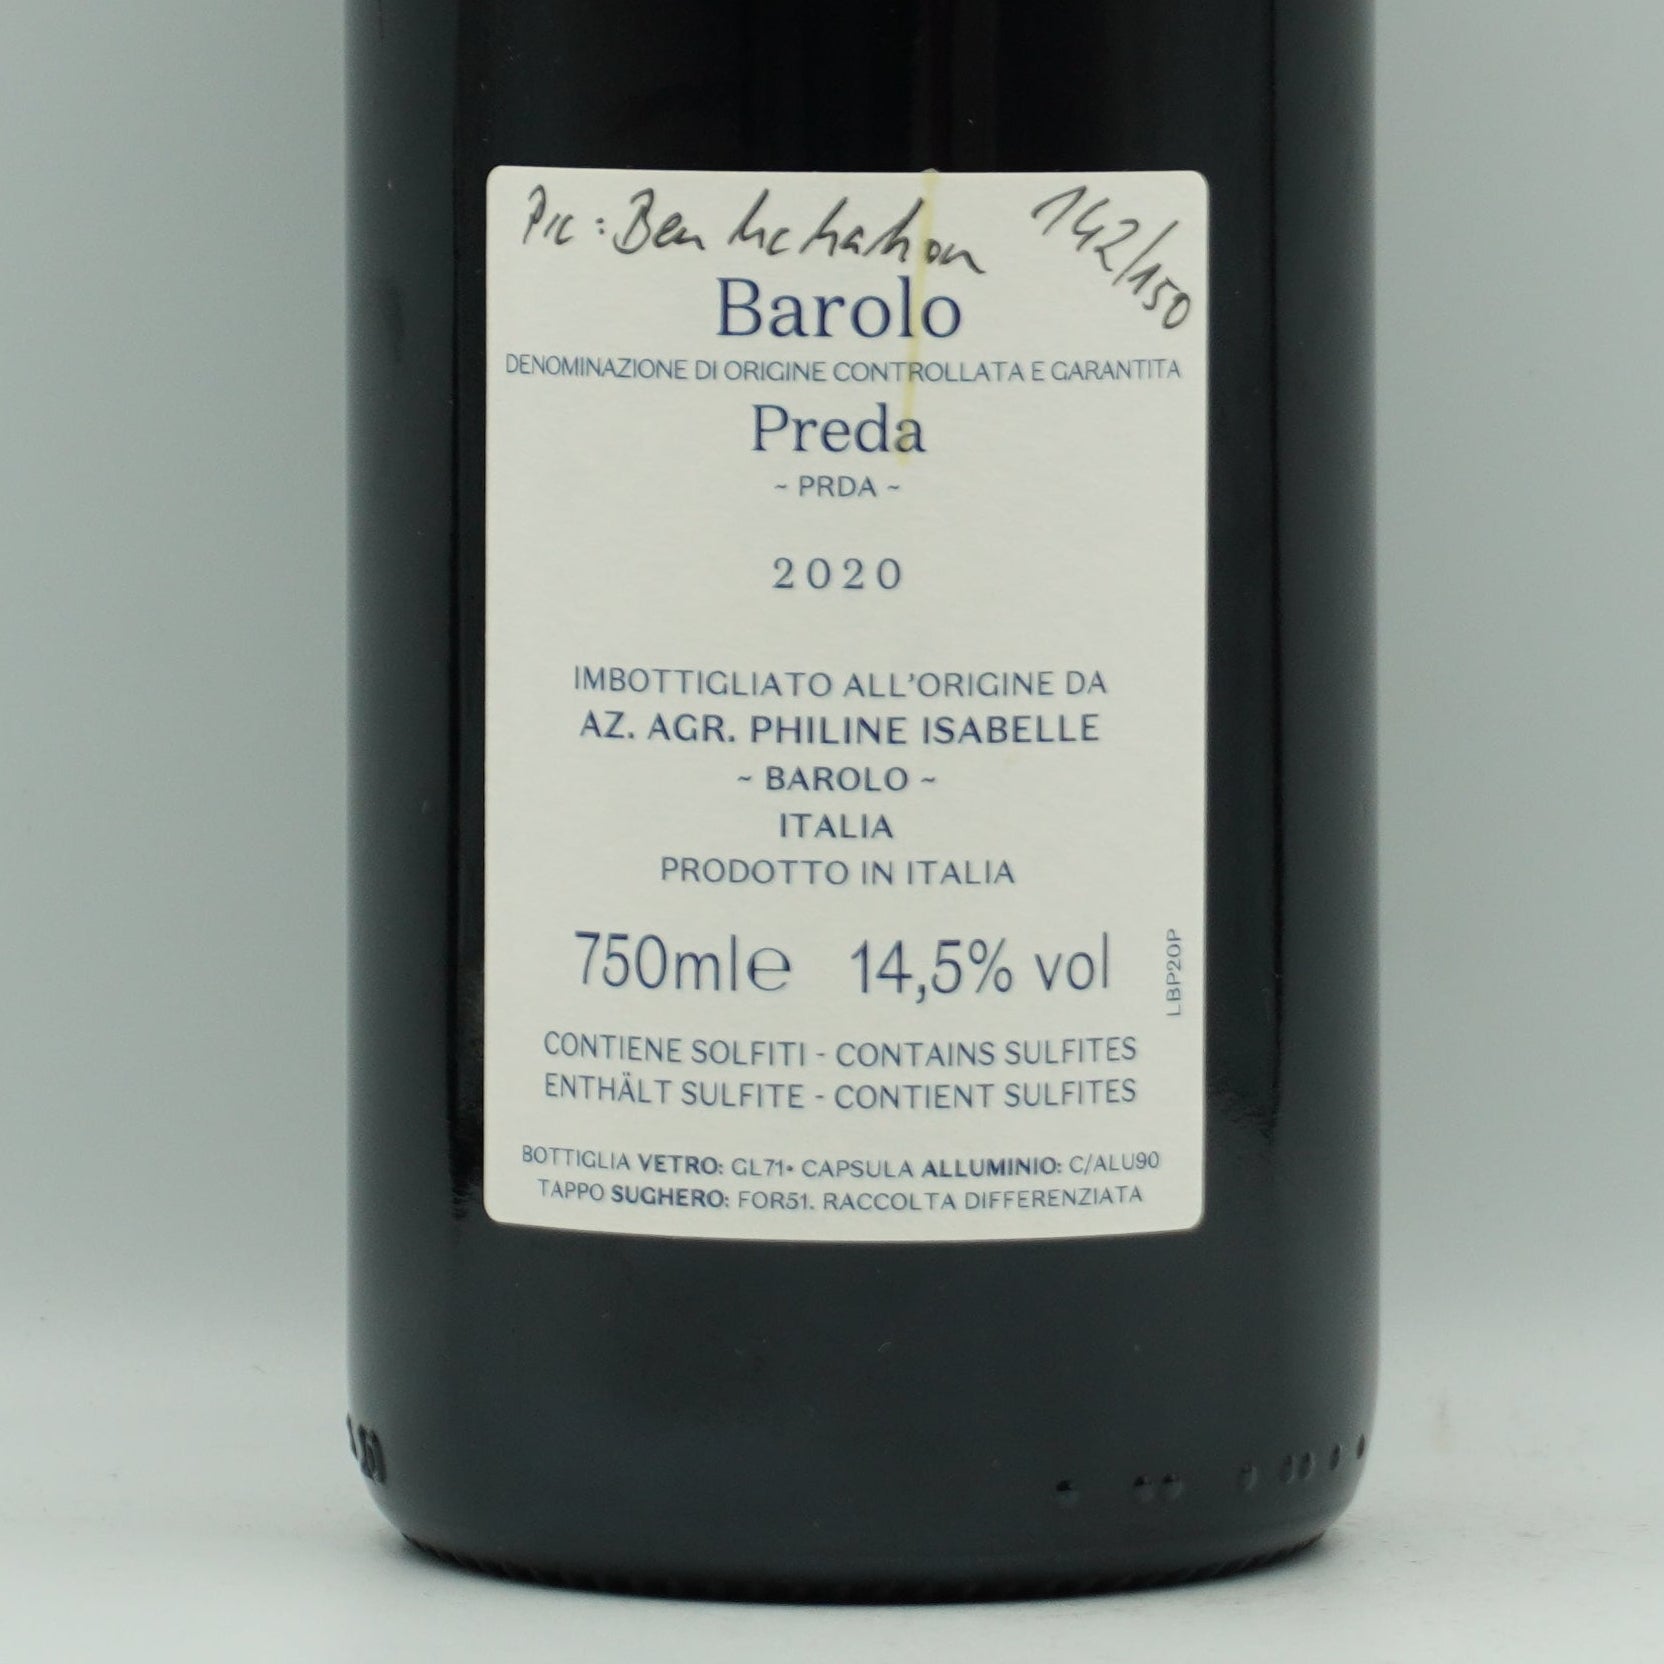 Pic: Ben McMahon 142/150
Barolo
DENOMINAZIONE DI ORIGINE CONTROLLATA E GARANTITA
Preda
~ PRDA ~
2020
IMBOTTIGLIATO ALL'ORIGINE DA
AZ. AGR. PHILINE ISABELLE
~ BAROLO ~
ITALIA
PRODOTTO IN ITALIA
750ml℮ 14,5% vol
LBP20P
CONTIENE SOLFITI - CONTAINS SULFITES
ENTHÄLT SULFITE - CONTIENT SULFITES
BOTTIGLIA VETRO: GL71• CAPSULA ALLUMINIO: C/ALU90
TAPPO SUGHERO: FOR51. RACCOLTA DIFFERENZIATA